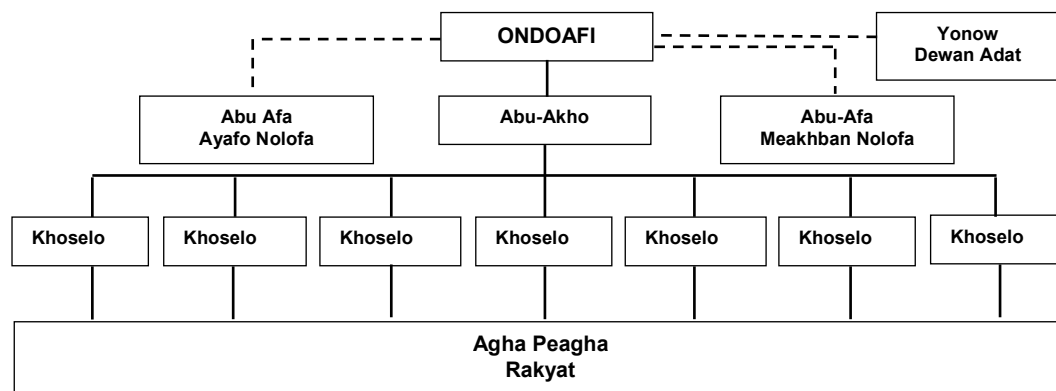 ONDOAFI
Yonow
Dewan Adat
Abu Afa
Ayafo Nolofa
Abu-Akho
Abu-Afa
Meakhban Nolofa
Khoselo
Khoselo
Khoselo
Khoselo
Khoselo
Khoselo
Khoselo
Agha Peagha
Rakyat